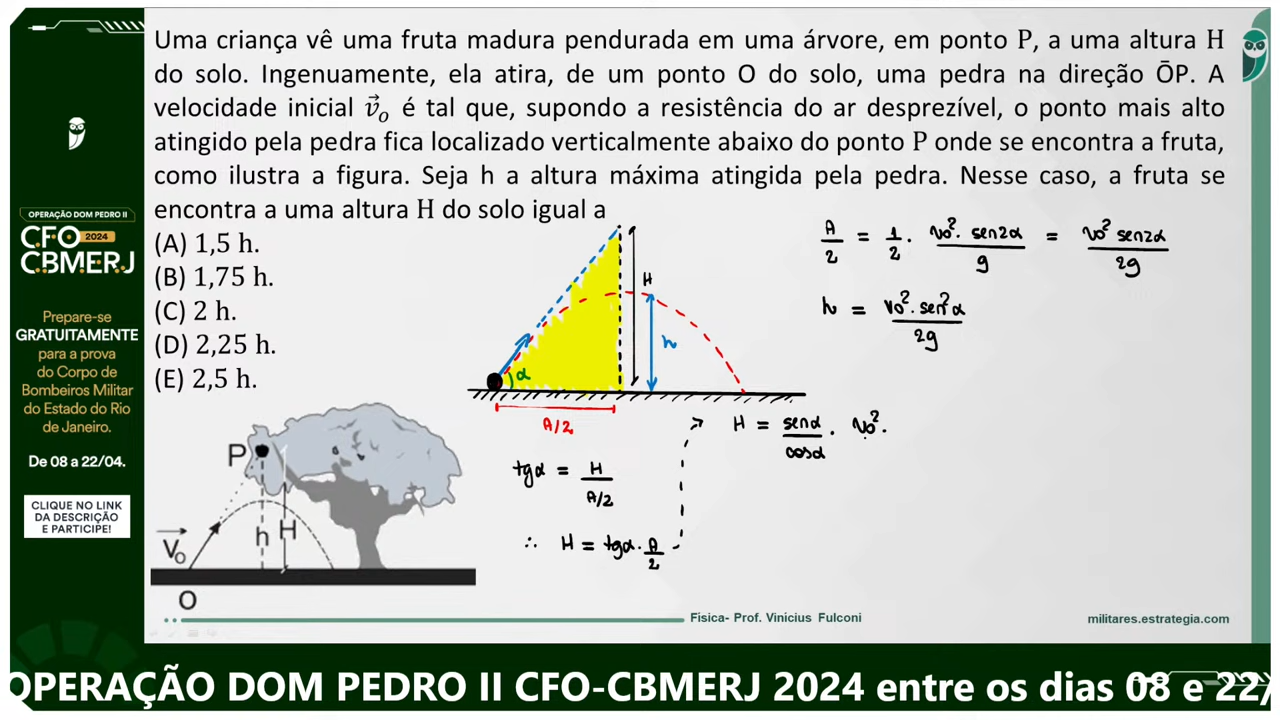 Uma criança vê uma fruta madura pendurada em uma árvore, em ponto P, a uma altura H
do solo. Ingenuamente, ela atira, de um ponto O do solo, uma pedra na direção ŌP. A
velocidade inicial v⃗ₒ é tal que, supondo a resistência do ar desprezível, o ponto mais alto
atingido pela pedra fica localizado verticalmente abaixo do ponto P onde se encontra a fruta,
como ilustra a figura. Seja h a altura máxima atingida pela pedra. Nesse caso, a fruta se
encontra a uma altura H do solo igual a
(A) 1,5 h.
(B) 1,75 h.
(C) 2 h.
(D) 2,25 h.
(E) 2,5 h.
OPERAÇÃO DOM PEDRO II
CFO- 2024
CBMERJ
Prepare-se
GRATUITAMENTE
para a prova
do Corpo de
Bombeiros Militar
do Estado do Rio
de Janeiro.
De 08 a 22/04.
CLIQUE NO LINK
DA DESCRIÇÃO
E PARTICIPE!
H
h
α
A/2
A/2 = 1/2 · v₀² · sen2α / g = v₀² sen2α / 2g
h = v₀² · sen²α / 2g
tgα = H / A/2
∴ H = tgα · A/2
H = senα / cosα · v₀² ·
P
h H
V₀
O
Física- Prof. Vinicius Fulconi
militares.estrategia.com
OPERAÇÃO DOM PEDRO II CFO-CBMERJ 2024 entre os dias 08 e 22/